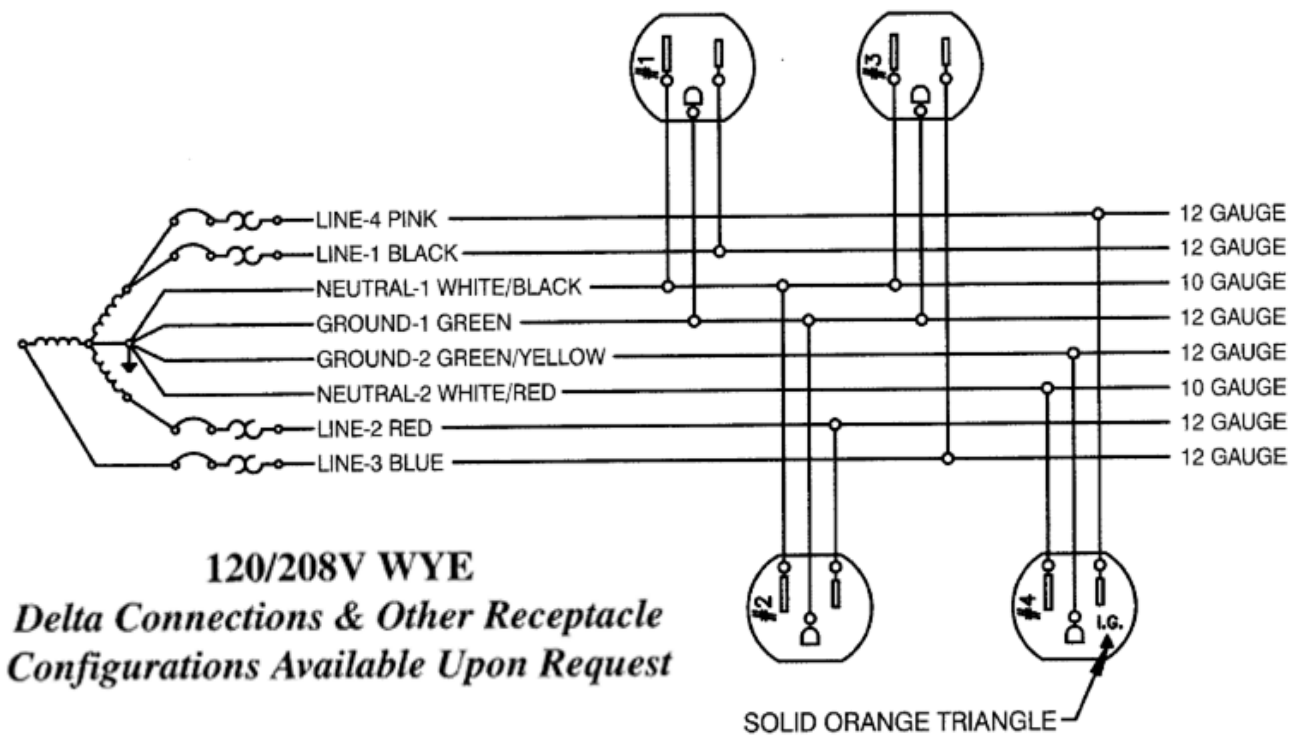 #1
#3
LINE-4 PINK
12 GAUGE
LINE-1 BLACK
12 GAUGE
NEUTRAL-1 WHITE/BLACK
10 GAUGE
GROUND-1 GREEN
12 GAUGE
GROUND-2 GREEN/YELLOW
12 GAUGE
NEUTRAL-2 WHITE/RED
10 GAUGE
LINE-2 RED
12 GAUGE
LINE-3 BLUE
12 GAUGE
120/208V WYE
Delta Connections & Other Receptacle
Configurations Available Upon Request
#2
#4
I.G.
SOLID ORANGE TRIANGLE